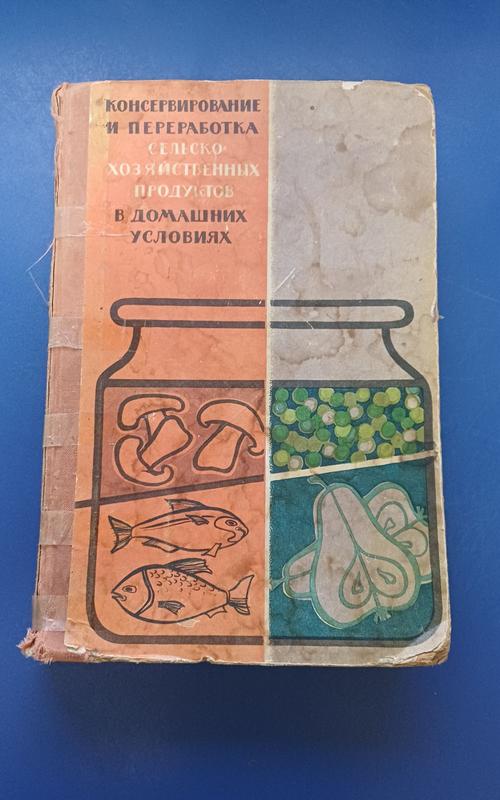 КОНСЕРВИРОВАНИЕ
И ПЕРЕРАБОТКА
СЕЛЬСКО-
ХОЗЯЙСТВЕННЫХ
ПРОДУКТОВ
В ДОМАШНИХ
УСЛОВИЯХ